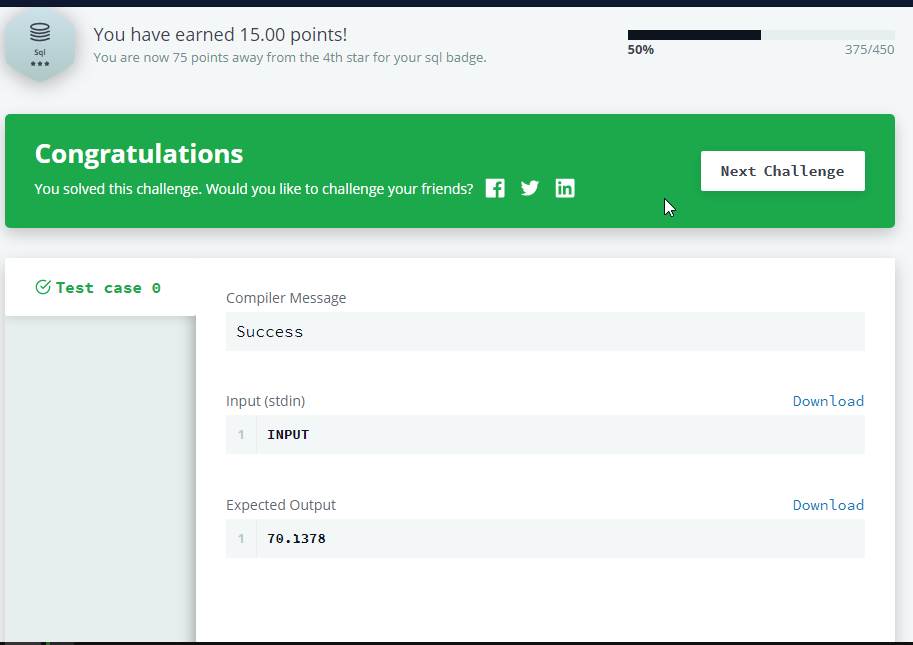 Sql
You have earned 15.00 points!
You are now 75 points away from the 4th star for your sql badge.
50%
375/450
Congratulations
You solved this challenge. Would you like to challenge your friends?
Next Challenge
Test case 0
Compiler Message
Success
Input (stdin)
Download
1
INPUT
Expected Output
Download
1
70.1378